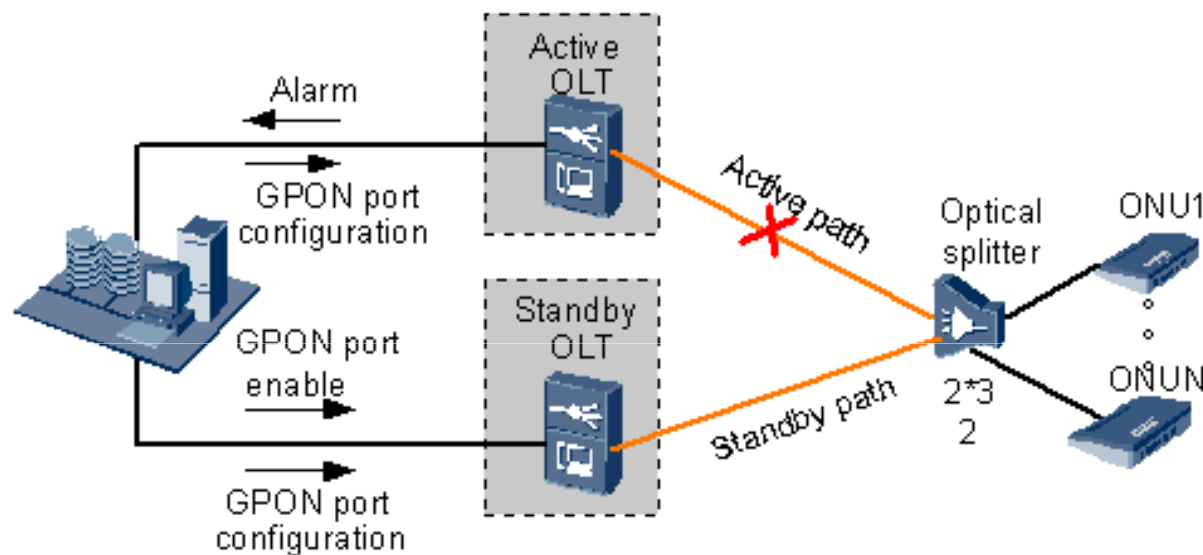 Active
OLT
Alarm
GPON port
configuration
Active path
Optical
splitter
ONU1
Standby
OLT
GPON port
enable
Standby path
2*3
2
ONUN
GPON port
configuration